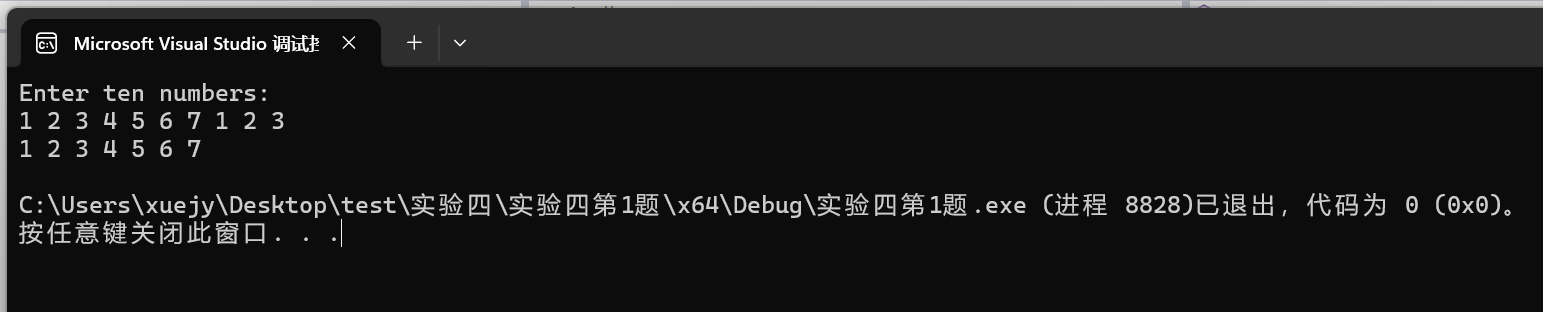 Microsoft Visual Studio 调试
Enter ten numbers:
1 2 3 4 5 6 7 1 2 3
1 2 3 4 5 6 7
C:\Users\xuejy\Desktop\test\实验四\实验四第1题\x64\Debug\实验四第1题.exe (进程 8828)已退出，代码为 0 (0x0)。
按任意键关闭此窗口. . .